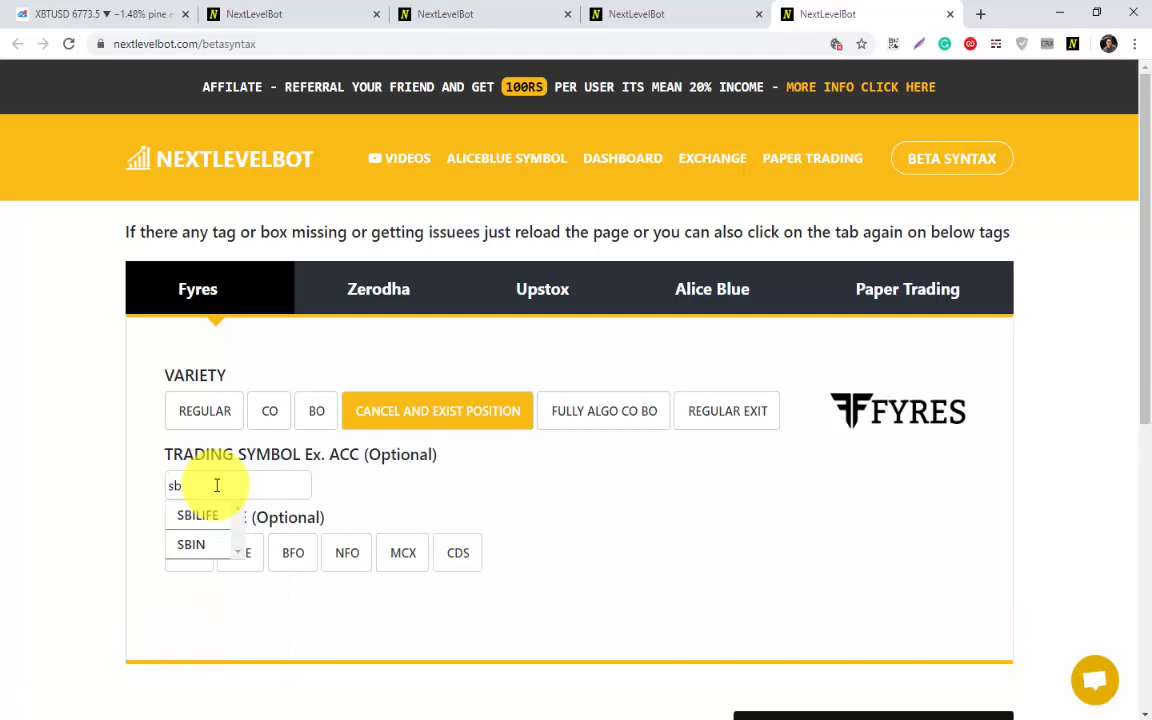 XBTUSD 6773.5 ▼ −1.48% pine e
NextLevelBot
NextLevelBot
NextLevelBot
NextLevelBot
nextlevelbot.com/betasyntax
AFFILIATE - REFERRAL YOUR FRIEND AND GET 100RS PER USER ITS MEAN 20% INCOME - MORE INFO CLICK HERE
NEXTLEVELBOT
VIDEOS ALICEBLUE SYMBOL DASHBOARD EXCHANGE PAPER TRADING BETA SYNTAX
If there any tag or box missing or getting issuees just reload the page or you can also click on the tab again on below tags
Fyres Zerodha Upstox Alice Blue Paper Trading
VARIETY
REGULAR CO BO CANCEL AND EXIST POSITION FULLY ALGO CO BO REGULAR EXIT
FYRES
TRADING SYMBOL Ex. ACC (Optional)
sb
SBILIFE
(Optional)
SBIN
BFO NFO MCX CDS